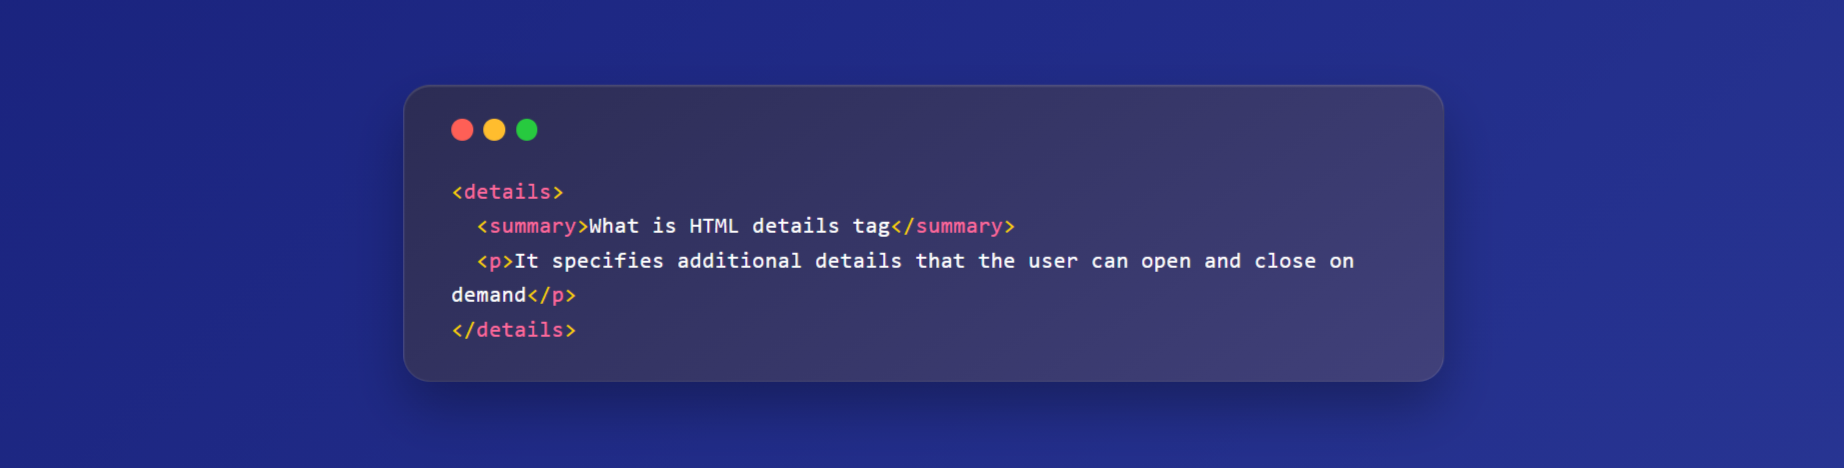 <details>
  <summary>What is HTML details tag</summary>
  <p>It specifies additional details that the user can open and close on
demand</p>
</details>